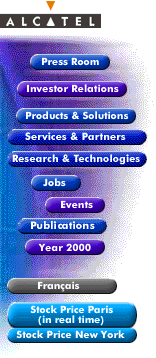 ALCATEL
Press Room
Investor Relations
Products & Solutions
Services & Partners
Research & Technologies
Jobs
Events
Publications
Year 2000
Français
Stock Price Paris
(in real time)
Stock Price New York